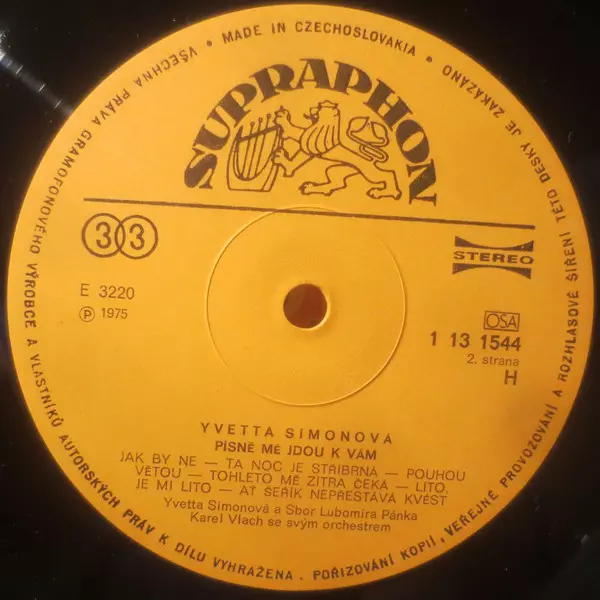 VŠECHNA PRÁVA GRAMOFONOVÉHO VÝROBCE A VLASTNÍKŮ AUTORSKÝCH PRÁV K DÍLU VYHRAŽENA. POŘIZOVÁNÍ KOPIÍ, VEŘEJNÉ PROVOZOVÁNÍ A ROZHLASOVÉ ŠÍŘENÍ TÉTO DESKY JE ZAKÁZÁNO
• MADE IN CZECHOSLOVAKIA •
SUPRAPHON
33
STEREO
E 3220
℗ 1975
OSA
1 13 1544
2. strana
H
YVETTA SIMONOVÁ
PÍSNĚ MÉ JDOU K VÁM
JAK BY NE — TA NOC JE STŘÍBRNÁ — POUHOU
VĚTOU — TOHLETO MĚ ZÍTRA ČEKÁ — LÍTO,
JE MI LÍTO — AŤ ŠEŘÍK NEPŘESTÁVÁ KVÉST
Yvetta Simonová a Sbor Lubomíra Pánka
Karel Vlach se svým orchestrem